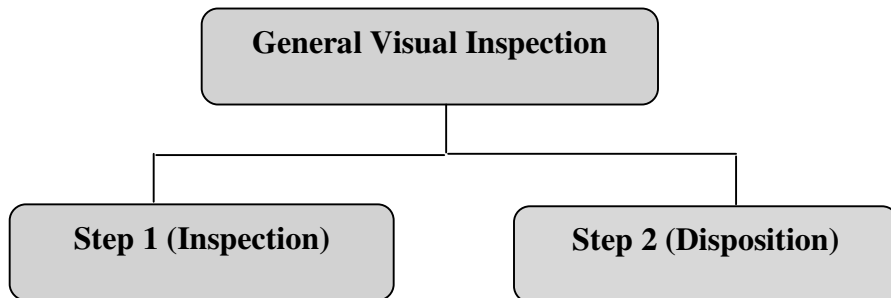 General Visual Inspection
Step 1 (Inspection)
Step 2 (Disposition)